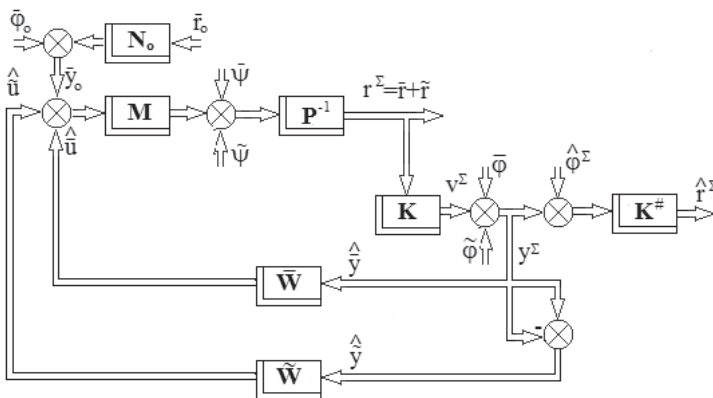 φ̄ₒ
Nₒ
r̄ₒ
ũ̂
ȳₒ
ū̂
M
ψ̄
ψ̃
P⁻¹
r^Σ=r̄+r̃
K
v^Σ
φ̄
φ̃
φ̂^Σ
K^#
r̂^Σ
y^Σ
W̄
ȳ̂
-
W̃
ỹ̂